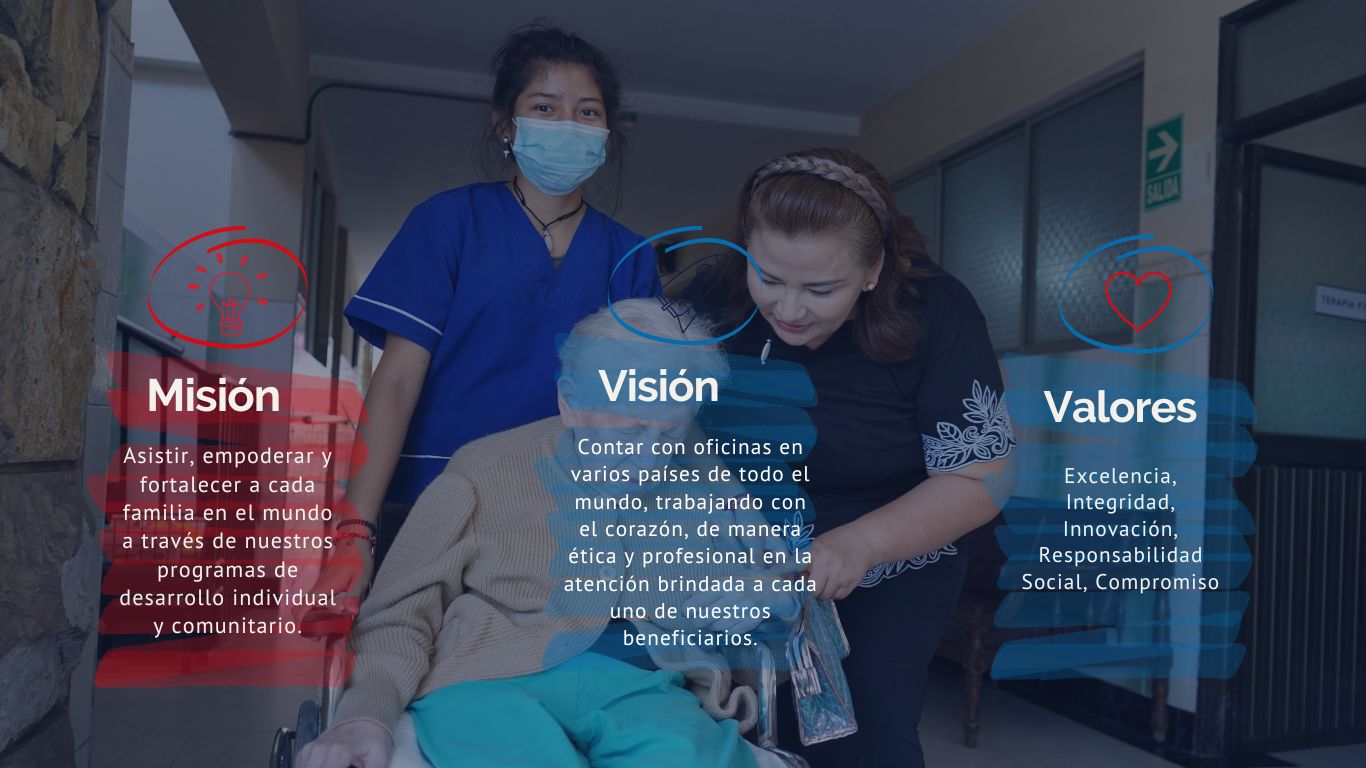 SALIDA
Misión
Asistir, empoderar y
fortalecer a cada
familia en el mundo
a través de nuestros
programas de
desarrollo individual
y comunitario.
Visión
Contar con oficinas en
varios países de todo el
mundo, trabajando con
el corazón, de manera
ética y profesional en la
atención brindada a cada
uno de nuestros
beneficiarios.
Valores
Excelencia,
Integridad,
Innovación,
Responsabilidad
Social, Compromiso
TERAPIA